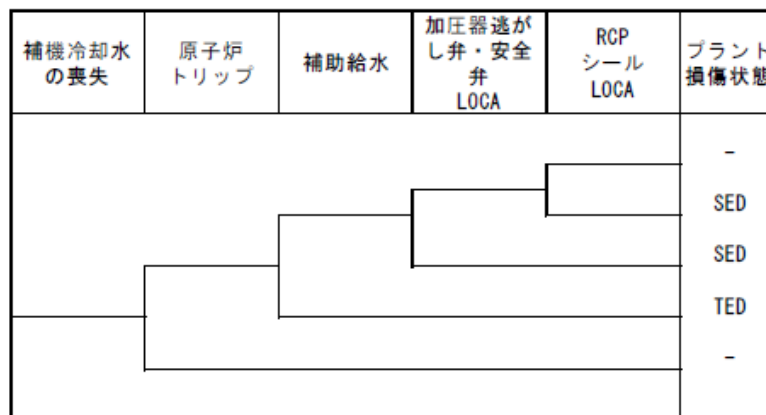 補機冷却水
の喪失
原子炉
トリップ
補助給水
加圧器逃が
し弁・安全
弁
LOCA
RCP
シール
LOCA
プラント
損傷状態
-
SED
SED
TED
-